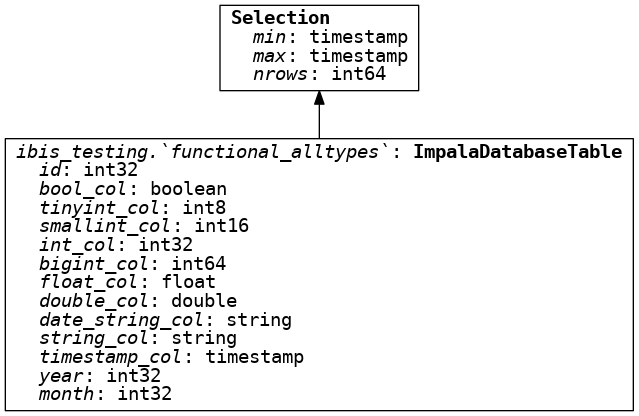 Selection
min: timestamp
max: timestamp
nrows: int64
ibis_testing.`functional_alltypes`: ImpalaDatabaseTable
id: int32
bool_col: boolean
tinyint_col: int8
smallint_col: int16
int_col: int32
bigint_col: int64
float_col: float
double_col: double
date_string_col: string
string_col: string
timestamp_col: timestamp
year: int32
month: int32